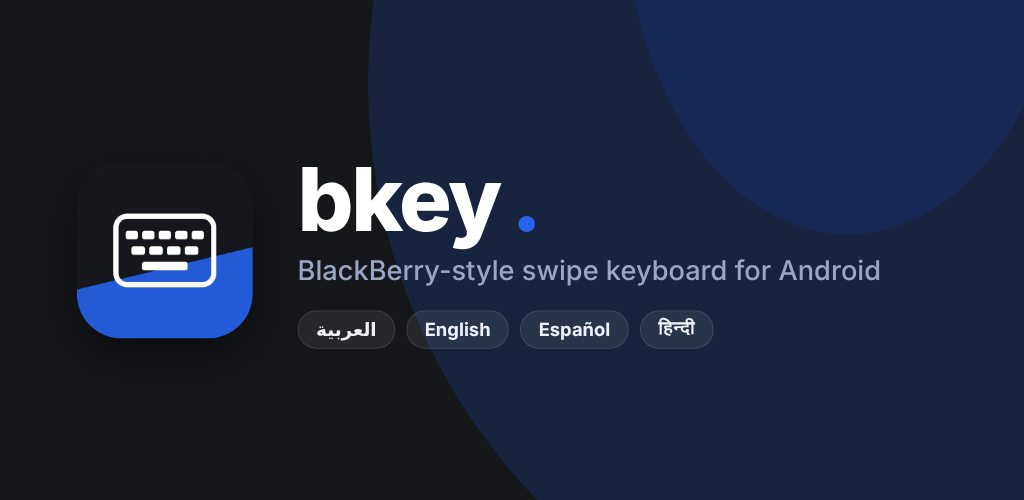 bkey.
BlackBerry-style swipe keyboard for Android
العربية English Español हिन्दी